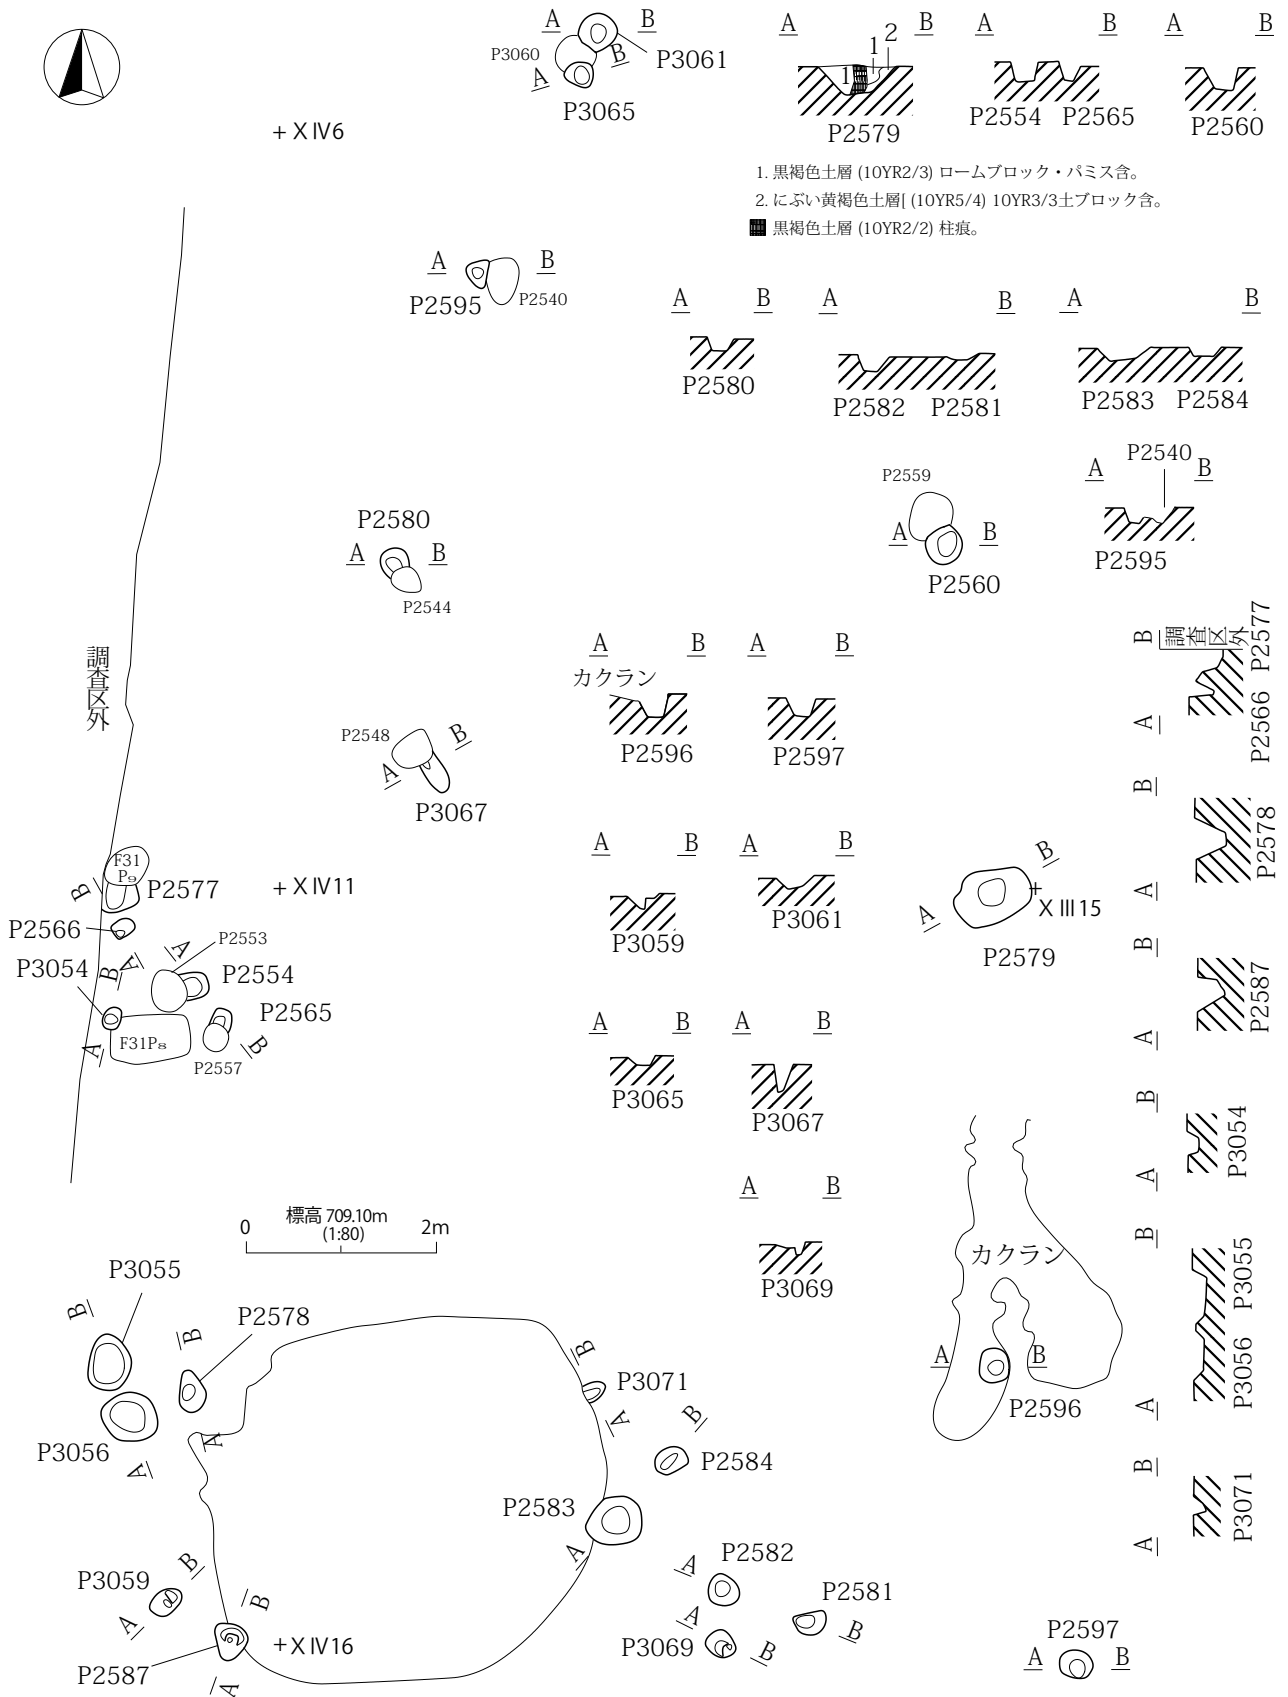 A B
P3060
A B
P3061
P3065
+ X IV6
A B
1 2
1
P2579
A B
P2554 P2565
A B
P2560
1. 黒褐色土層 (10YR2/3) ロームブロック・パミス含。
2. にぶい黄褐色土層[ (10YR5/4) 10YR3/3土ブロック含。
黒褐色土層 (10YR2/2) 柱痕。
A B
P2595 P2540
A B
P2580
A B
P2582 P2581
A B
P2583 P2584
P2559
A B
P2560
P2540
A B
P2595
P2580
A B
P2544
調査区外
A B
カクラン
P2596
A B
P2597
B 調査区外 P2577
A P2566
P2548
A B
P3067
B
P2578
A
F31
P9
B P2577
+ X IV11
P2566
P2553
A
P3054 B A
P2554
P2565
A F31P8 B
P2557
A B
P3059
A B
P3061
B
+
X III15
A
P2579
B
P2587
A
A B
P3065
A B
P3067
B
P3054
A
A B
P3069
カクラン
A B
P2596
標高 709.10m
0 (1:80) 2m
B
P3055
P3056
A
P3055
B
P2578
B
P3056
A
A
B
P3071
A
B
P2584
P2583
A
B
P3071
A
P3059 B
A
B
P2587
A
+X IV16
A P2582
P2581
A B
P3069 B
P2597
A B